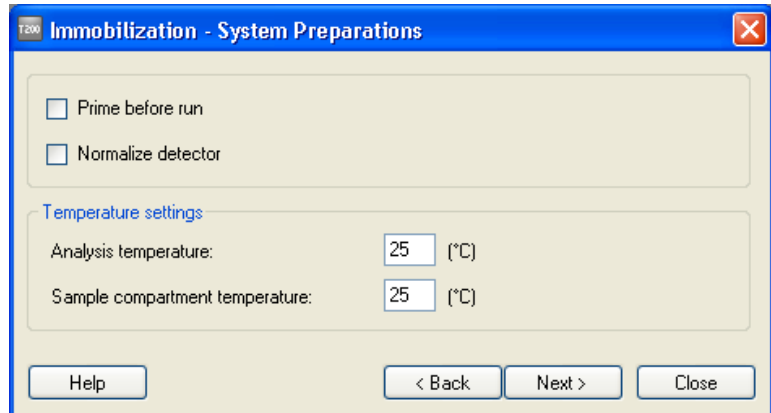 T200 Immobilization - System Preparations
Prime before run
Normalize detector
Temperature settings
Analysis temperature: 25 (°C)
Sample compartment temperature: 25 (°C)
Help < Back Next > Close